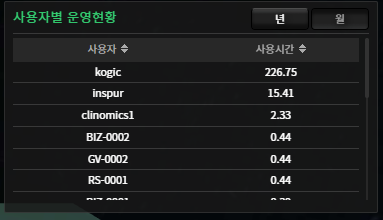 사용자별 운영현황
년 월
사용자 사용시간
kogic 226.75
inspur 15.41
clinomics1 2.33
BIZ-0002 0.44
GV-0002 0.44
RS-0001 0.44